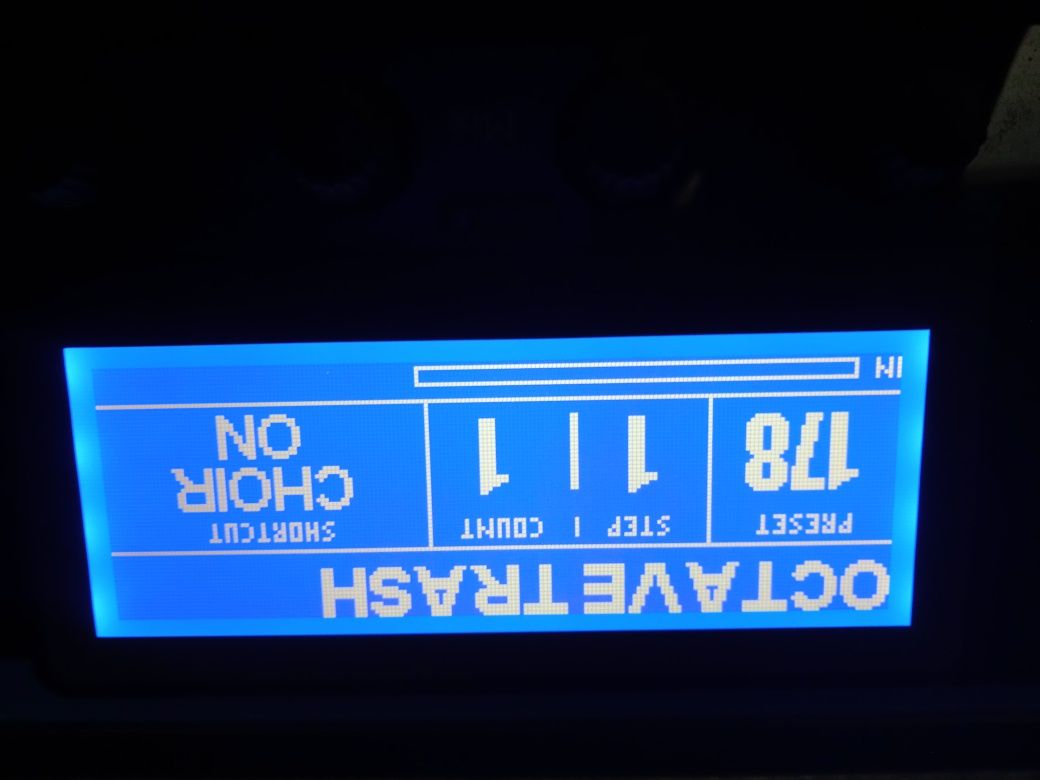 OCTAVE TRASH
PRESET STEP | COUNT SHORTCUT
178 1 | 1 CHOIR
ON
IN